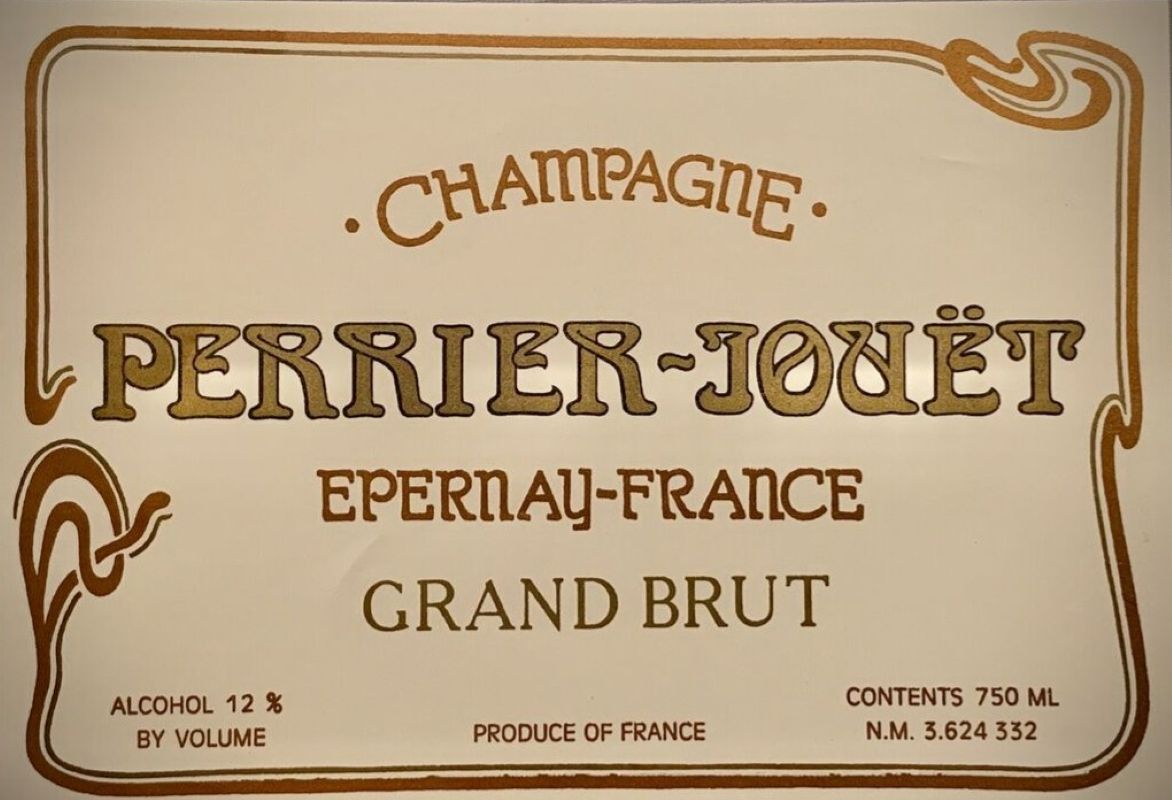 · CHAMPAGNE ·
PERRIER-JOUËT
EPERNAY-FRANCE
GRAND BRUT
ALCOHOL 12 %
BY VOLUME
PRODUCE OF FRANCE
CONTENTS 750 ML
N.M. 3.624 332